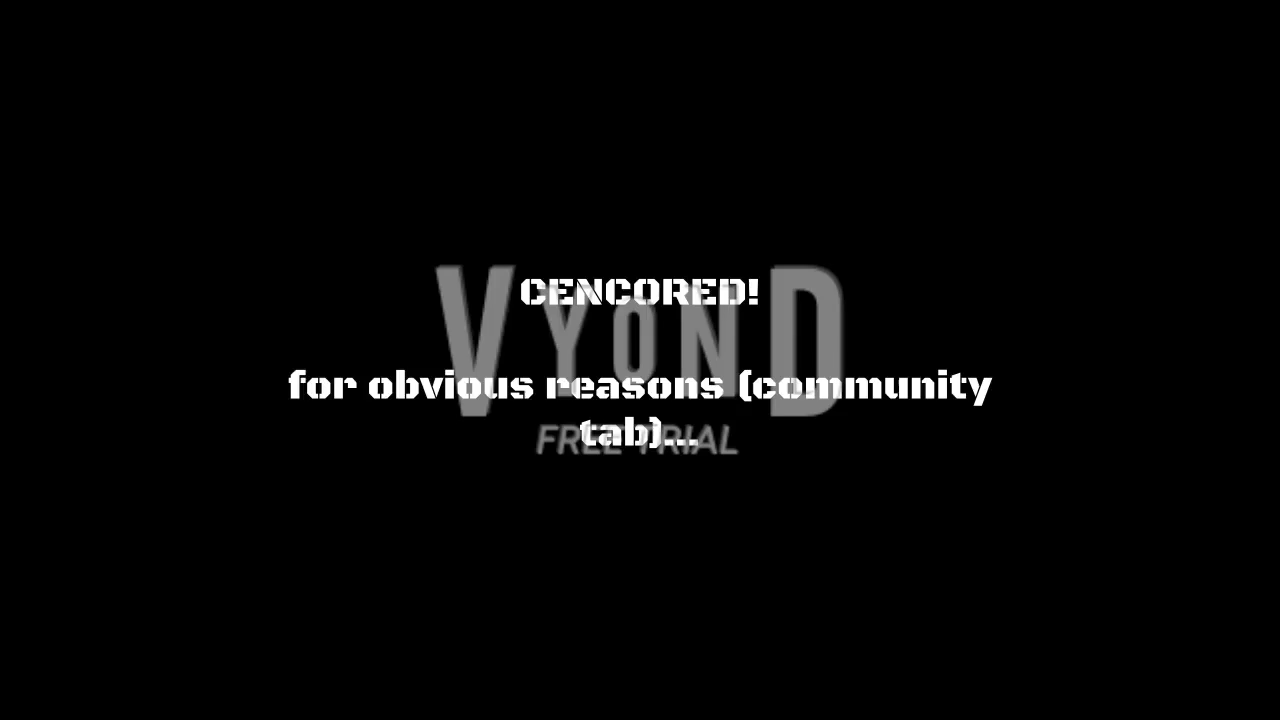 CENCORED!
VYOND
for obvious reasons (community
tab)...
FREE TRIAL